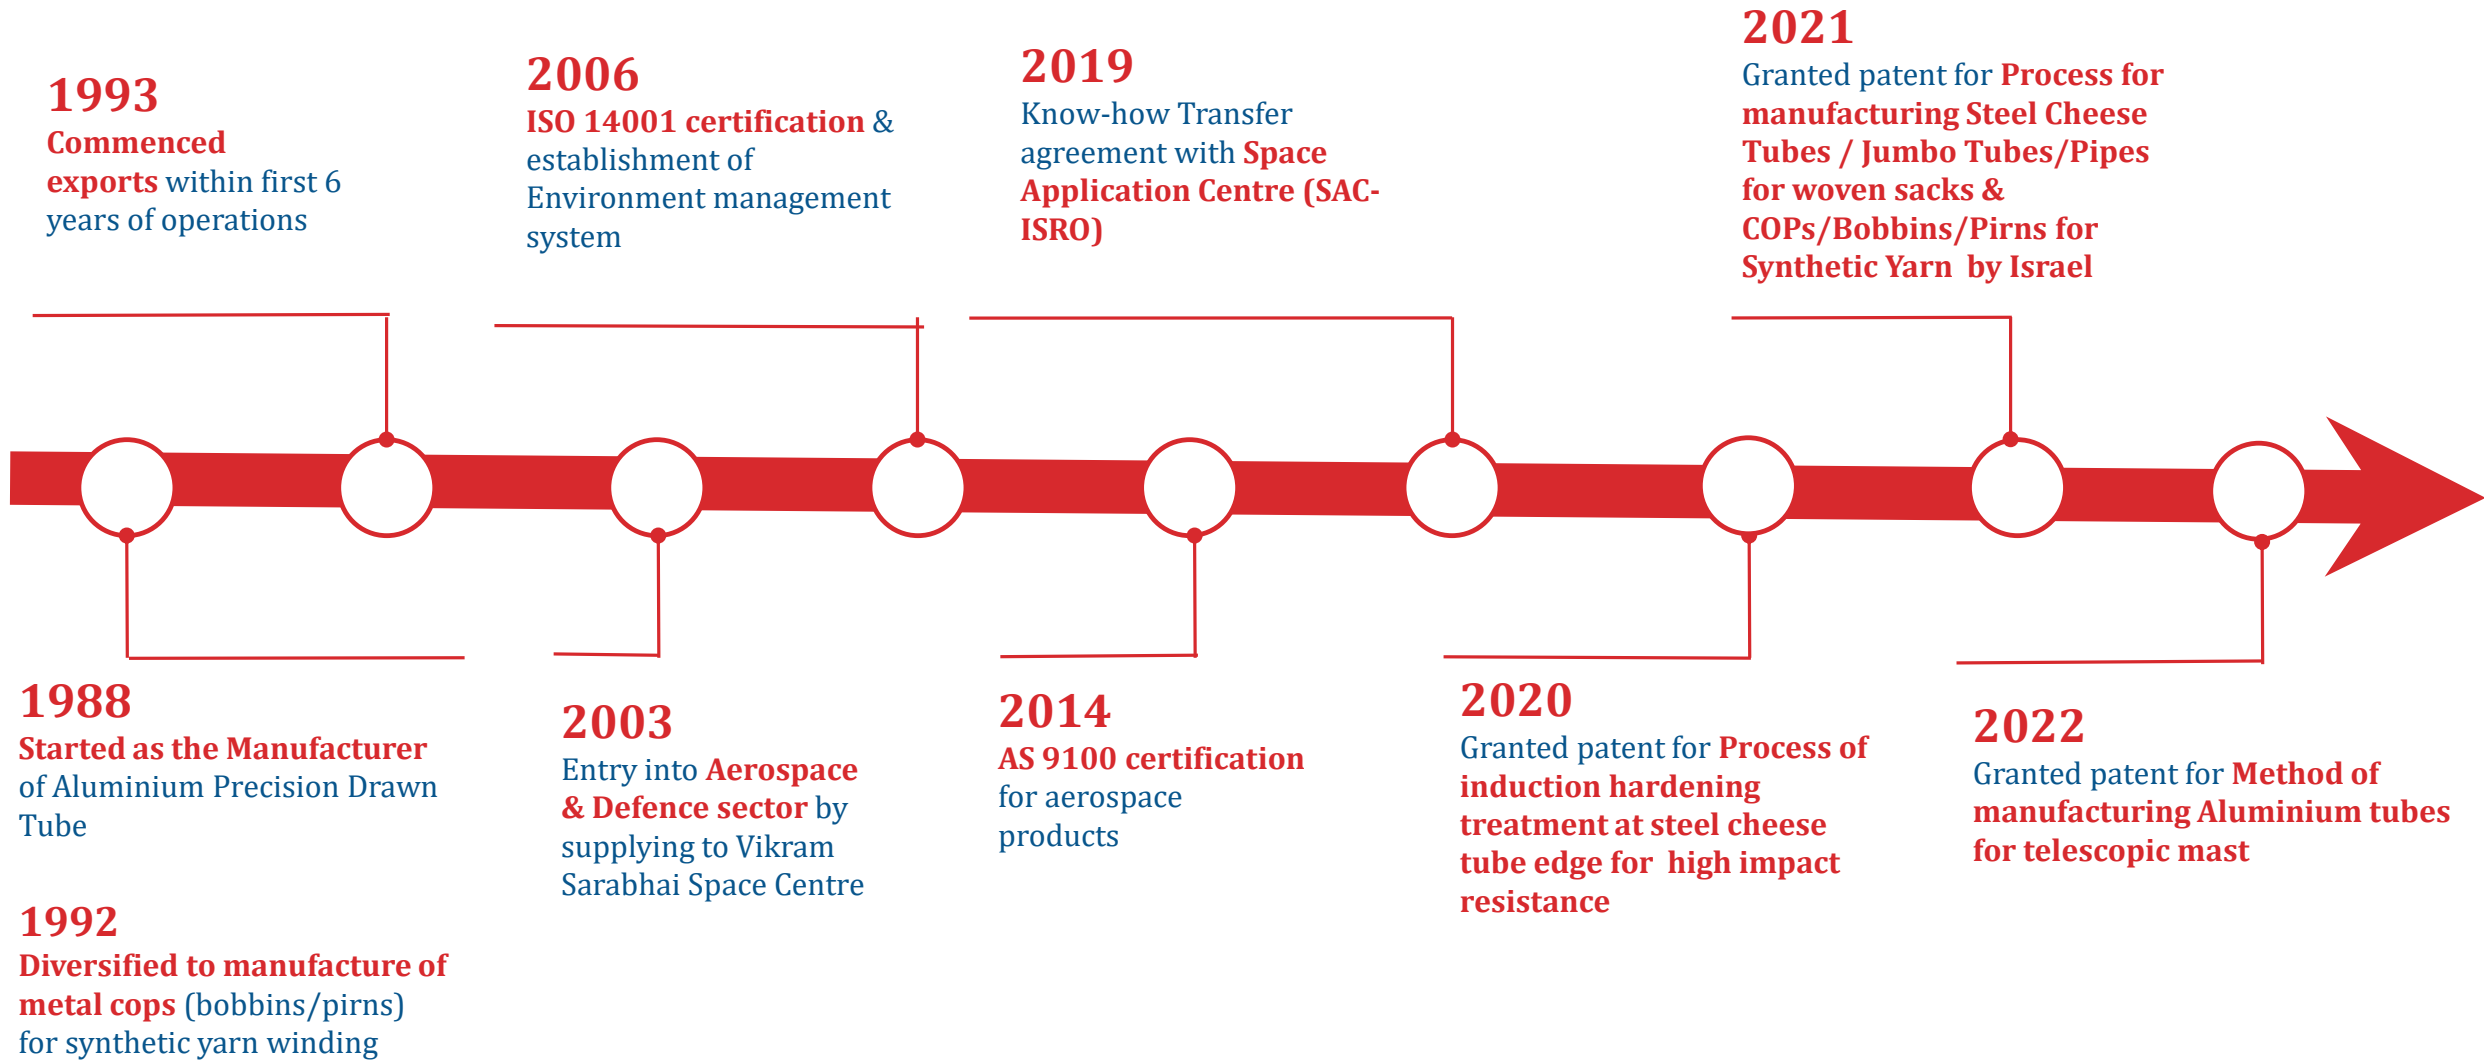 1993
Commenced
exports within first 6
years of operations
2006
ISO 14001 certification &
establishment of
Environment management
system
2019
Know-how Transfer
agreement with Space
Application Centre (SAC-
ISRO)
2021
Granted patent for Process for
manufacturing Steel Cheese
Tubes / Jumbo Tubes/Pipes
for woven sacks &
COPs/Bobbins/Pirns for
Synthetic Yarn by Israel
1988
Started as the Manufacturer
of Aluminium Precision Drawn
Tube
1992
Diversified to manufacture of
metal cops (bobbins/pirns)
for synthetic yarn winding
2003
Entry into Aerospace
& Defence sector by
supplying to Vikram
Sarabhai Space Centre
2014
AS 9100 certification
for aerospace
products
2020
Granted patent for Process of
induction hardening
treatment at steel cheese
tube edge for high impact
resistance
2022
Granted patent for Method of
manufacturing Aluminium tubes
for telescopic mast